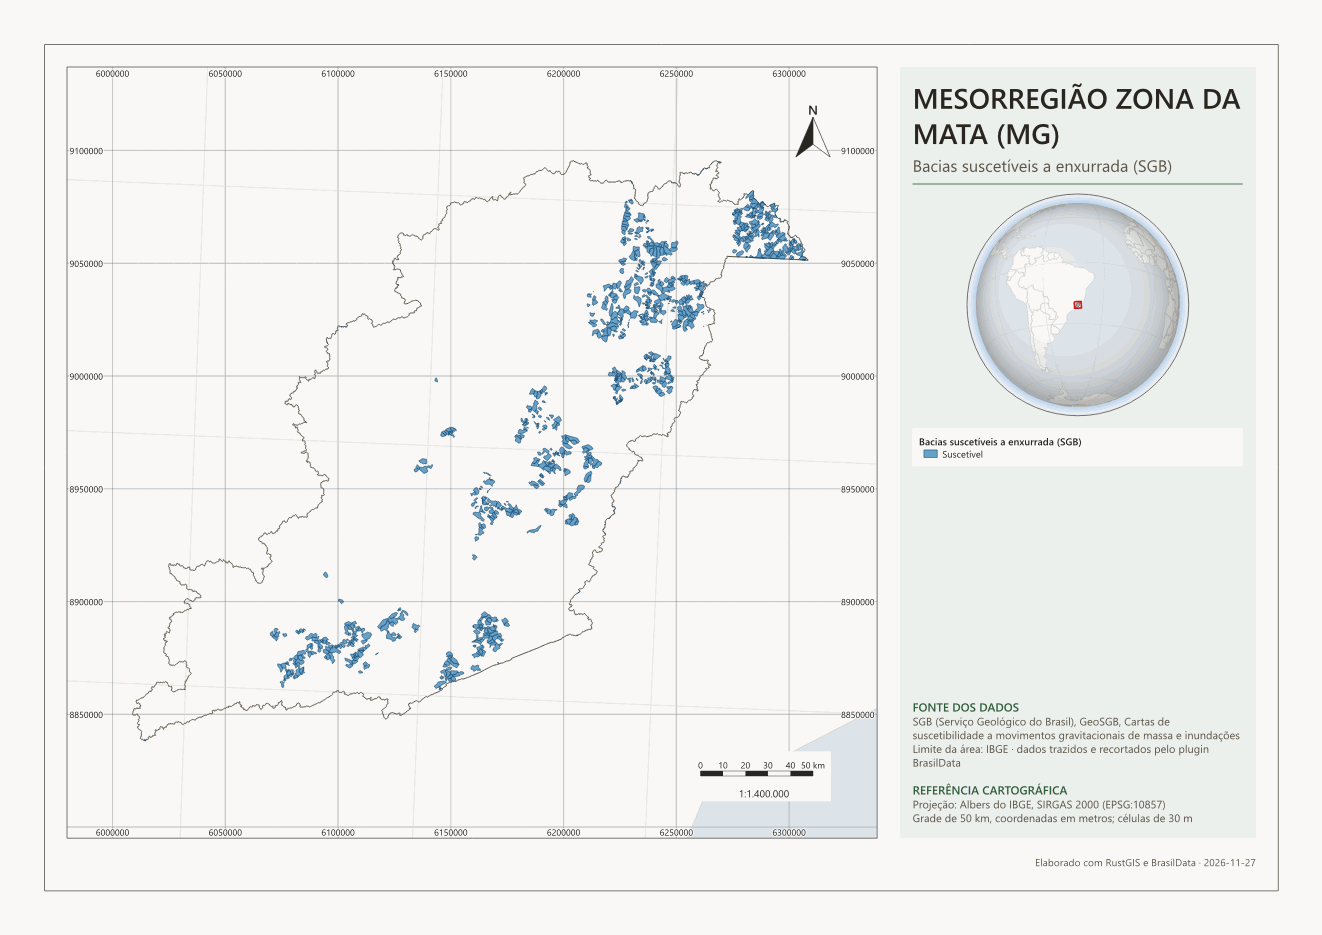 6000000 6050000 6100000 6150000 6200000 6250000 6300000
N
9100000 9100000
9050000 9050000
9000000 9000000
8950000 8950000
8900000 8900000
8850000 8850000
0 10 20 30 40 50 km
1:1.400.000
6000000 6050000 6100000 6150000 6200000 6250000 6300000
MESORREGIÃO ZONA DA
MATA (MG)
Bacias suscetíveis a enxurrada (SGB)
Bacias suscetíveis a enxurrada (SGB)
Suscetível
FONTE DOS DADOS
SGB (Serviço Geológico do Brasil), GeoSGB, Cartas de
suscetibilidade a movimentos gravitacionais de massa e inundações
Limite da área: IBGE · dados trazidos e recortados pelo plugin
BrasilData
REFERÊNCIA CARTOGRÁFICA
Projeção: Albers do IBGE, SIRGAS 2000 (EPSG:10857)
Grade de 50 km, coordenadas em metros; células de 30 m
Elaborado com RustGIS e BrasilData · 2026-11-27